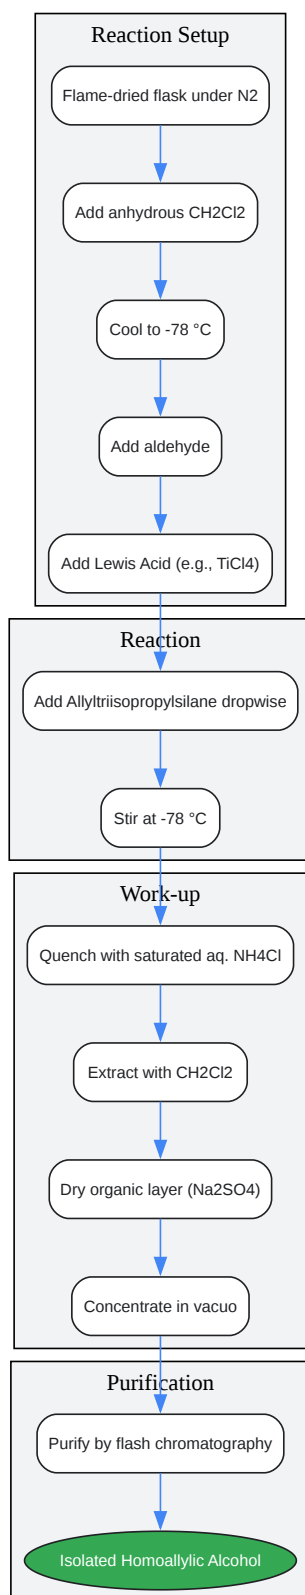 Reaction Setup
Flame-dried flask under N2
Add anhydrous CH2Cl2
Cool to -78 °C
Add aldehyde
Add Lewis Acid (e.g., TiCl4)
Reaction
Add Allyltriisopropylsilane dropwise
Stir at -78 °C
Work-up
Quench with saturated aq. NH4Cl
Extract with CH2Cl2
Dry organic layer (Na2SO4)
Concentrate in vacuo
Purification
Purify by flash chromatography
Isolated Homoallylic Alcohol